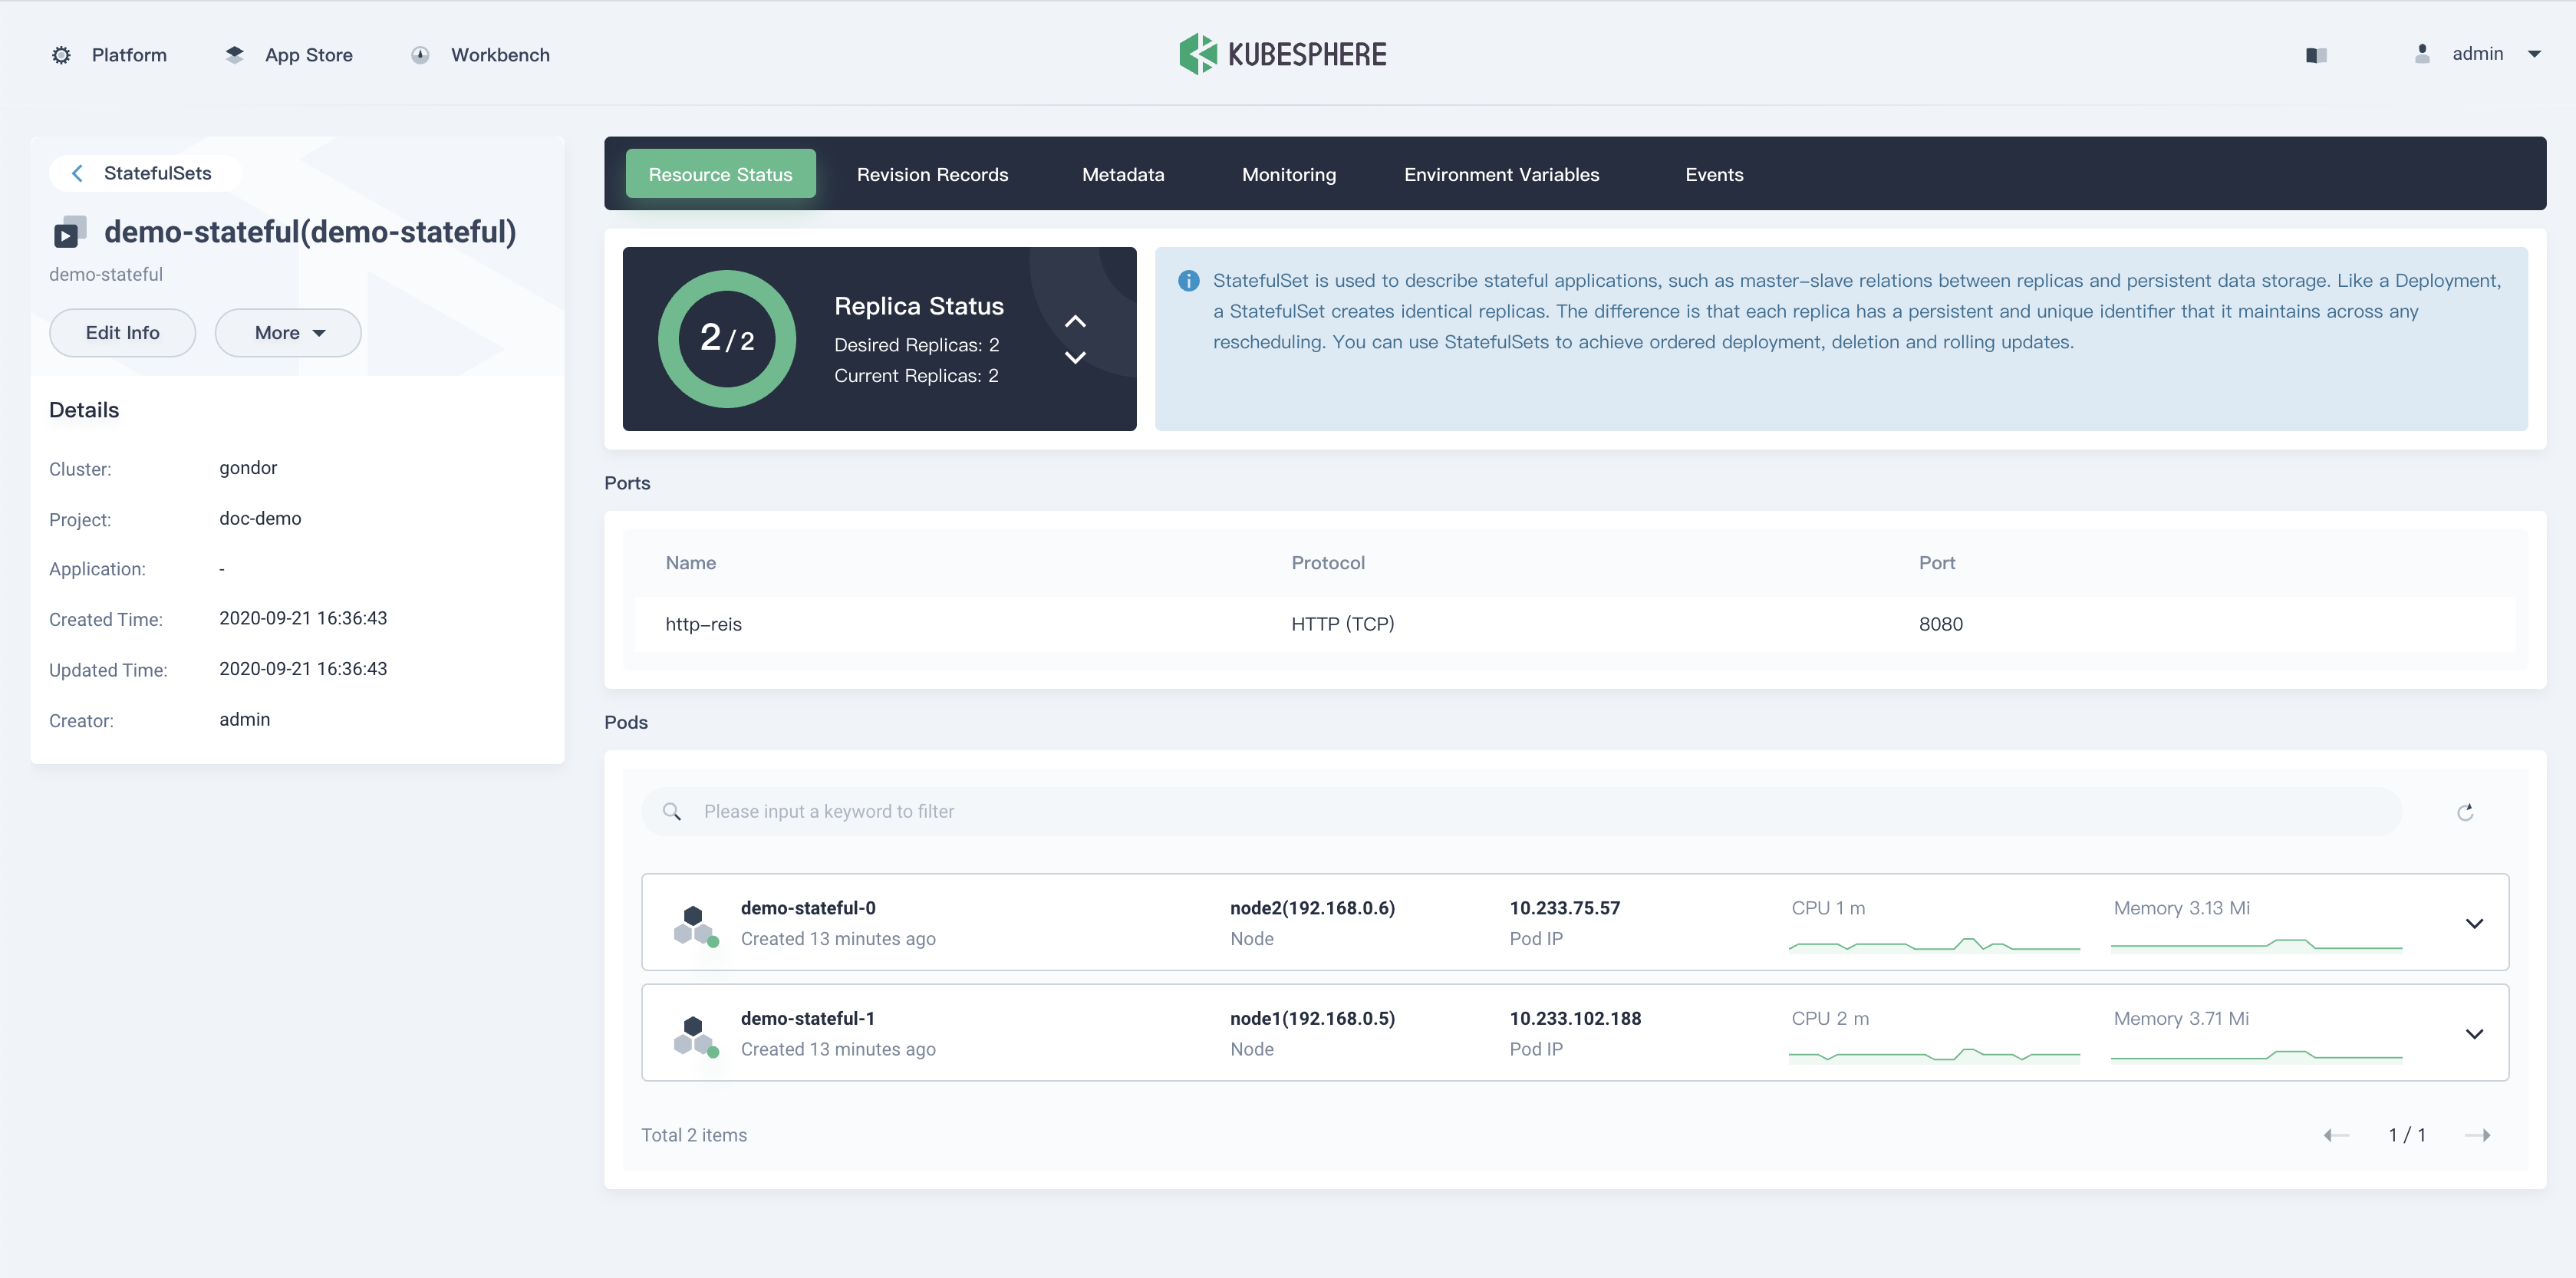 Platform
App Store
Workbench
KUBESPHERE
admin
StatefulSets
demo-stateful(demo-stateful)
demo-stateful
Edit Info
More
Details
Cluster: gondor
Project: doc-demo
Application: -
Created Time: 2020-09-21 16:36:43
Updated Time: 2020-09-21 16:36:43
Creator: admin
Resource Status
Revision Records
Metadata
Monitoring
Environment Variables
Events
2/2
Replica Status
Desired Replicas: 2
Current Replicas: 2
StatefulSet is used to describe stateful applications, such as master-slave relations between replicas and persistent data storage. Like a Deployment,
a StatefulSet creates identical replicas. The difference is that each replica has a persistent and unique identifier that it maintains across any
rescheduling. You can use StatefulSets to achieve ordered deployment, deletion and rolling updates.
Ports
Name Protocol Port
http-reis HTTP (TCP) 8080
Pods
Please input a keyword to filter
demo-stateful-0 node2(192.168.0.6) 10.233.75.57 CPU 1 m Memory 3.13 Mi
Created 13 minutes ago Node Pod IP
demo-stateful-1 node1(192.168.0.5) 10.233.102.188 CPU 2 m Memory 3.71 Mi
Created 13 minutes ago Node Pod IP
Total 2 items
1 / 1